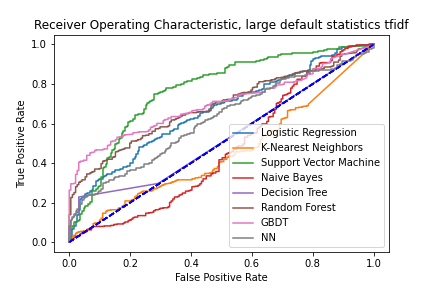 Receiver Operating Characteristic, large default statistics tfidf
True Positive Rate
1.0
0.8
0.6
0.4
0.2
0.0
Logistic Regression
K-Nearest Neighbors
Support Vector Machine
Naive Bayes
Decision Tree
Random Forest
GBDT
NN
0.0 0.2 0.4 0.6 0.8 1.0
False Positive Rate